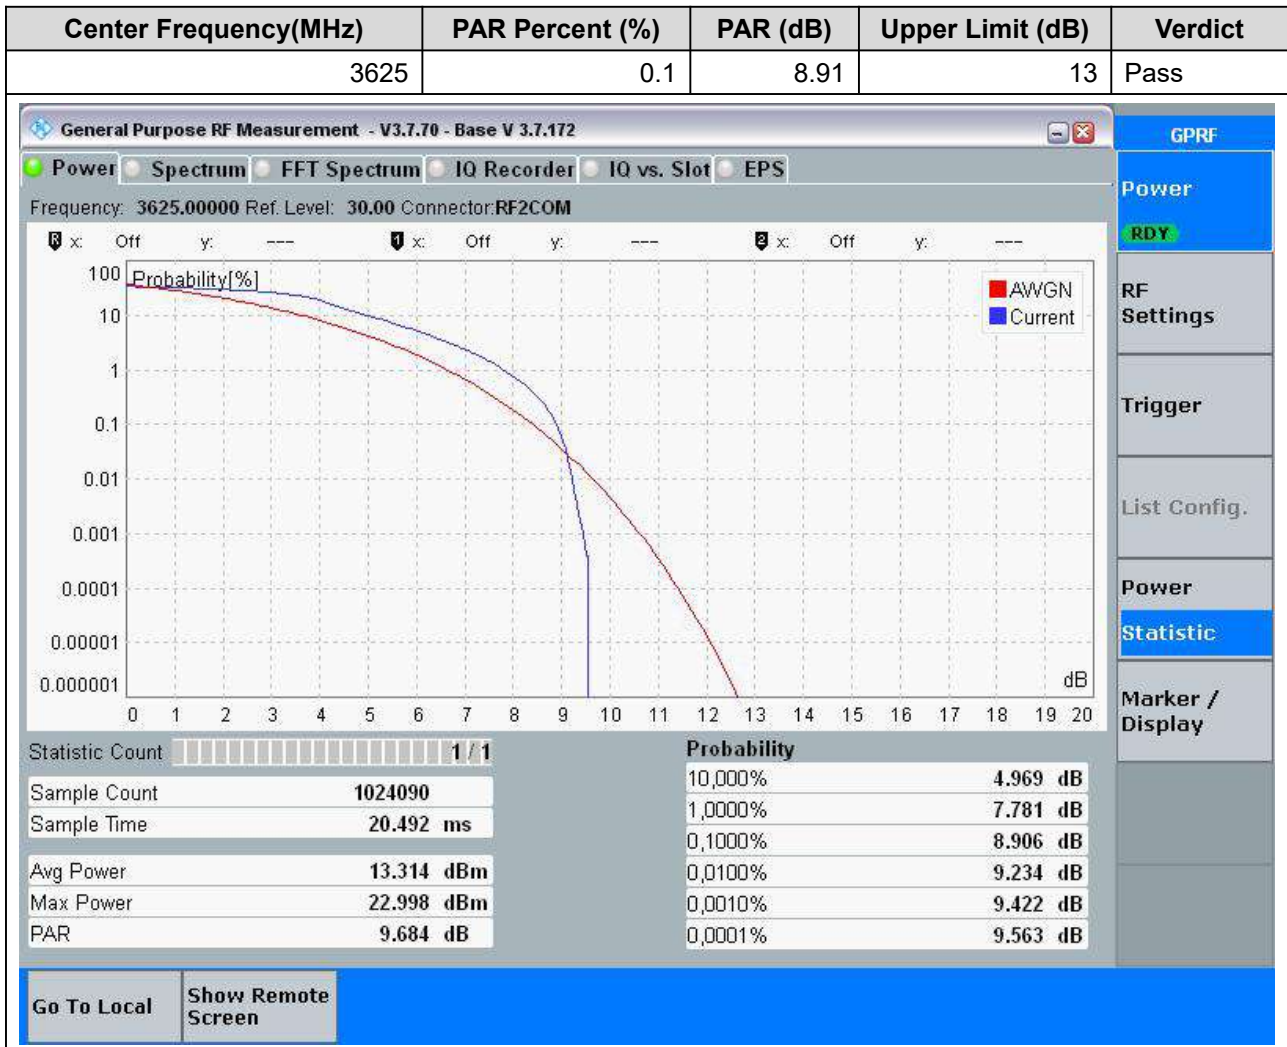 Center Frequency(MHz) PAR Percent (%) PAR (dB) Upper Limit (dB) Verdict
3625 0.1 8.91 13 Pass
General Purpose RF Measurement - V3.7.70 - Base V 3.7.172
GPRF
Power Spectrum FFT Spectrum IQ Recorder IQ vs. Slot EPS
Frequency: 3625.00000 Ref. Level: 30.00 Connector:RF2COM
Power
RDY
R x: Off y: --- 1 x: Off y: --- 2 x: Off y: ---
Probability[%]
AWGN
Current
100
10
1
0.1
0.01
0.001
0.0001
0.00001
0.000001
dB
0 1 2 3 4 5 6 7 8 9 10 11 12 13 14 15 16 17 18 19 20
RF
Settings
Trigger
List Config.
Power
Statistic
Marker /
Display
Statistic Count 1 / 1
Sample Count 1024090
Sample Time 20.492 ms
Avg Power 13.314 dBm
Max Power 22.998 dBm
PAR 9.684 dB
Probability
10,000% 4.969 dB
1,0000% 7.781 dB
0,1000% 8.906 dB
0,0100% 9.234 dB
0,0010% 9.422 dB
0,0001% 9.563 dB
Go To Local
Show Remote
Screen